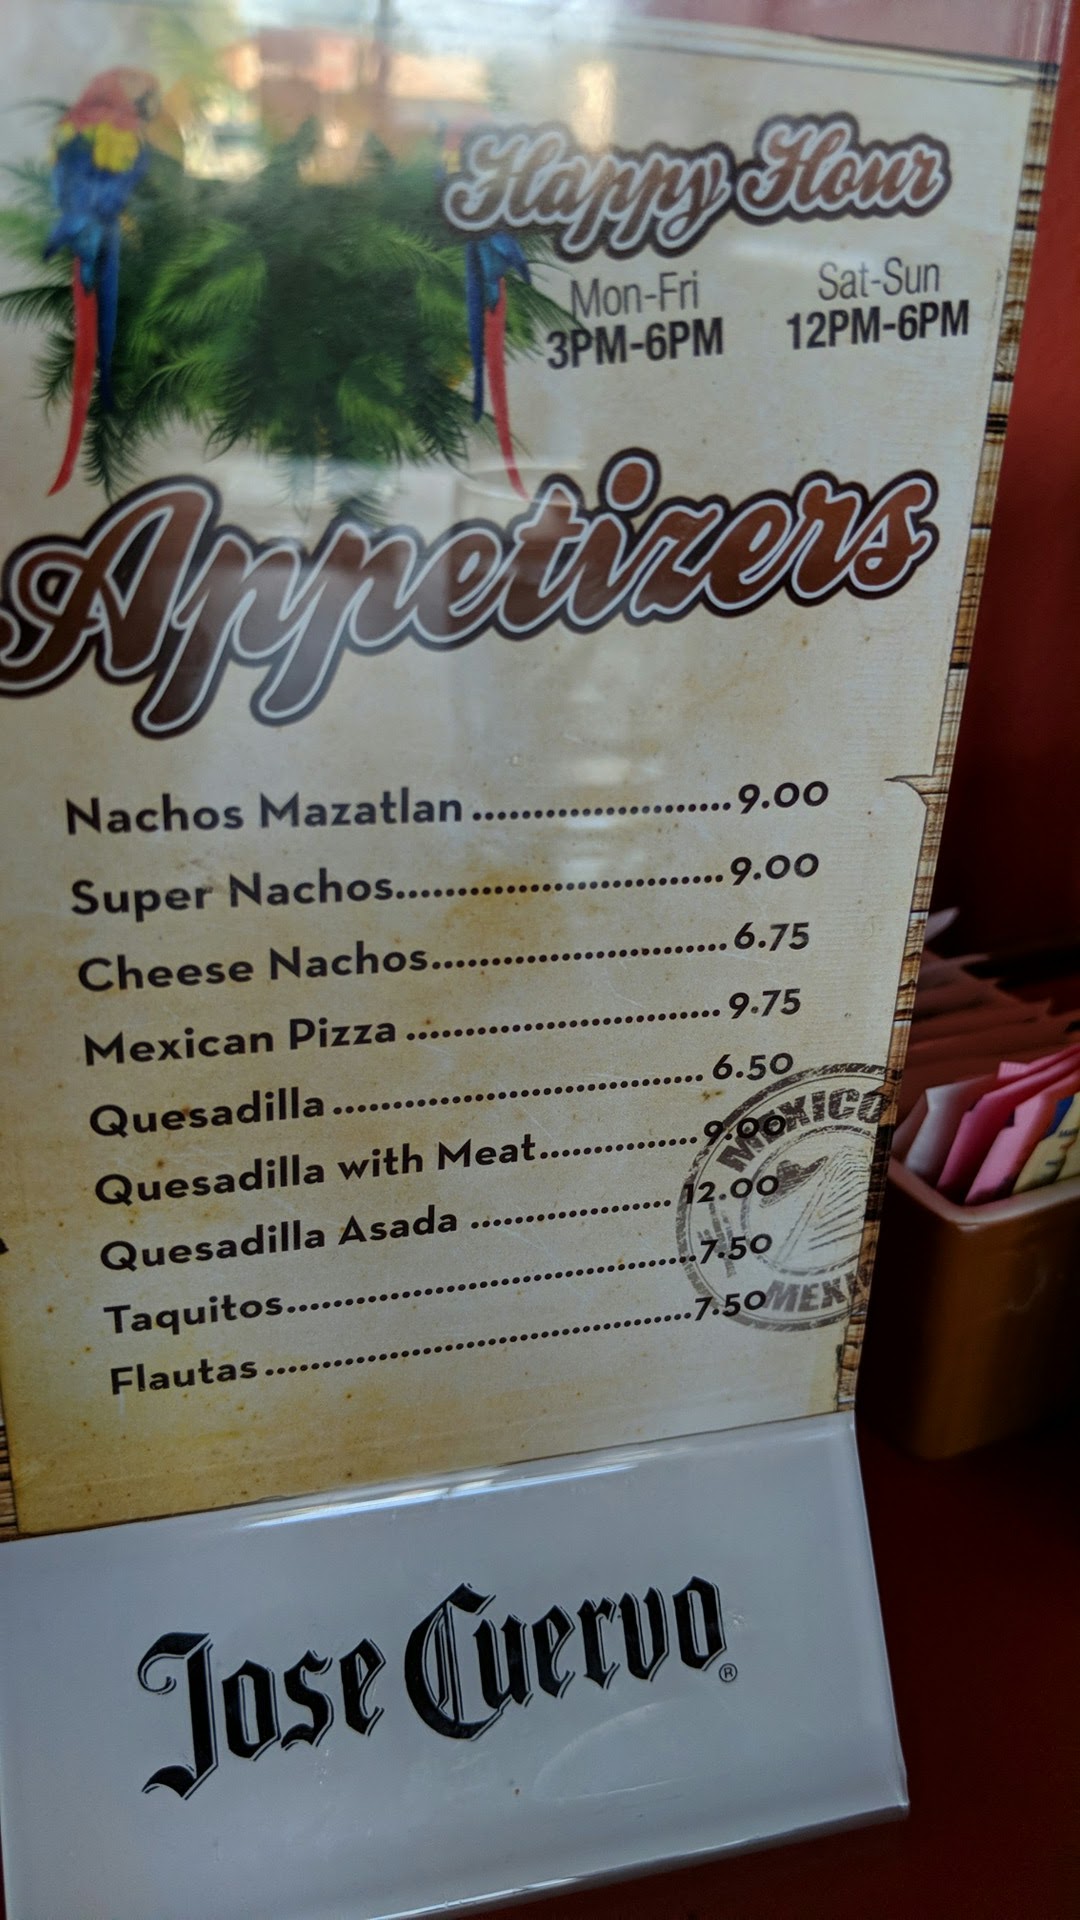 Happy Hour
Mon-Fri Sat-Sun
3PM-6PM 12PM-6PM
Appetizers
Nachos Mazatlan ...................... 9.00
Super Nachos............................... 9.00
Cheese Nachos............................ 6.75
Mexican Pizza .............................. 9.75
Quesadilla ................................... 6.50
Quesadilla with Meat............... 9.00
Quesadilla Asada ................... 12.00
Taquitos....................................... 7.50
Flautas ........................................ 7.50
MEXICO
MEXI
Jose Cuervo®